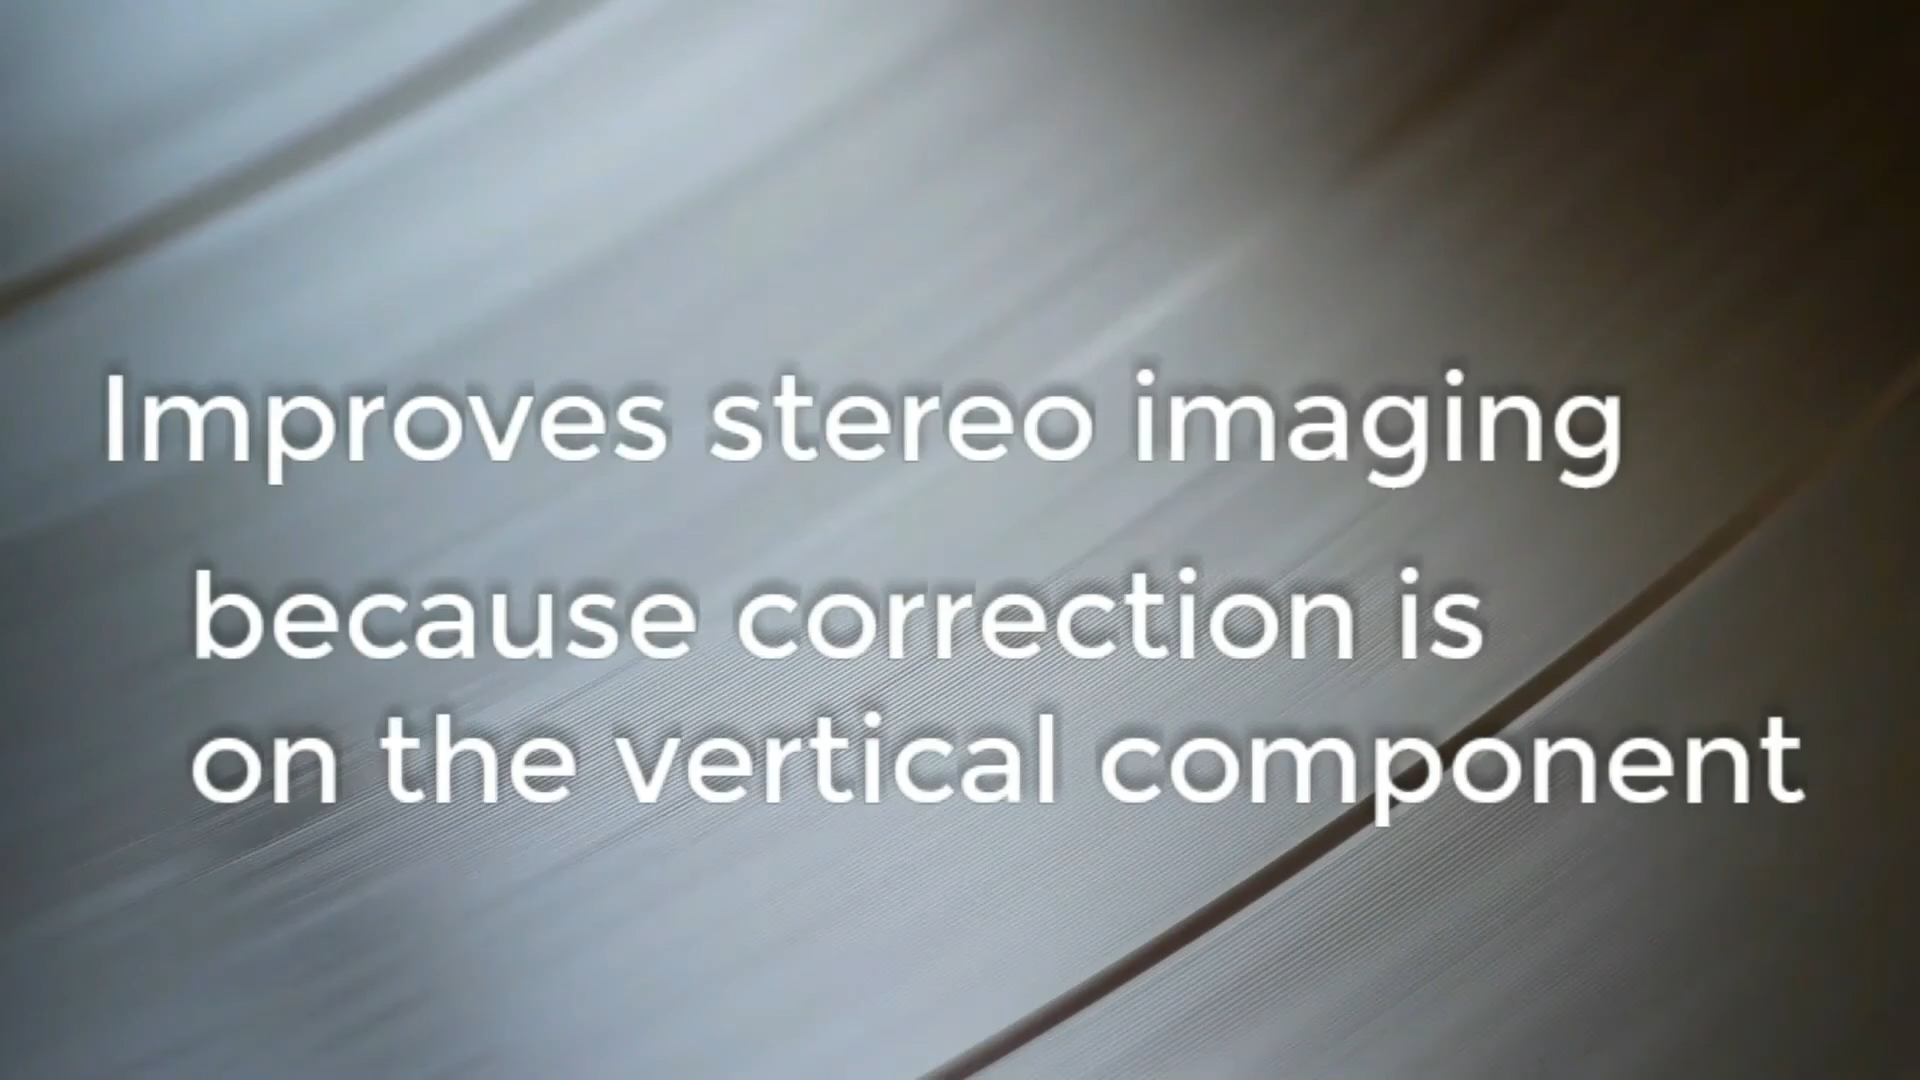 Improves stereo imaging
because correction is
on the vertical component